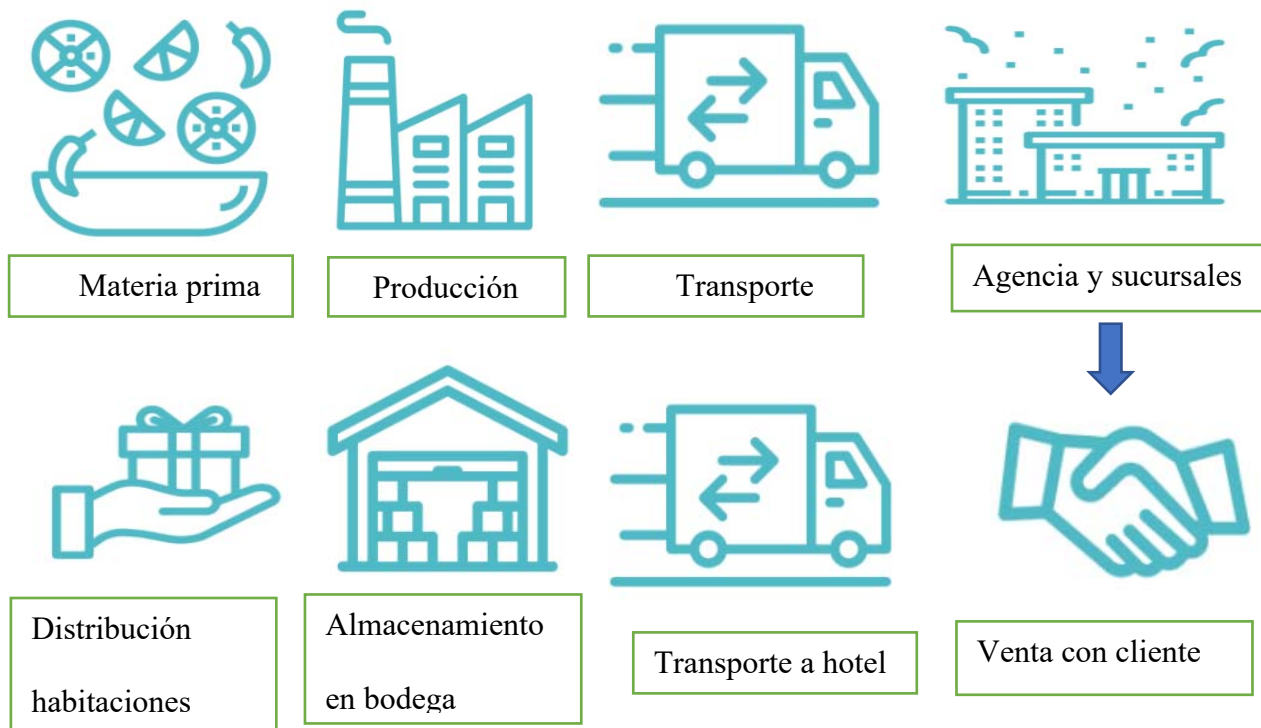 Materia prima
Producción
Transporte
Agencia y sucursales
Distribución
habitaciones
Almacenamiento
en bodega
Transporte a hotel
Venta con cliente